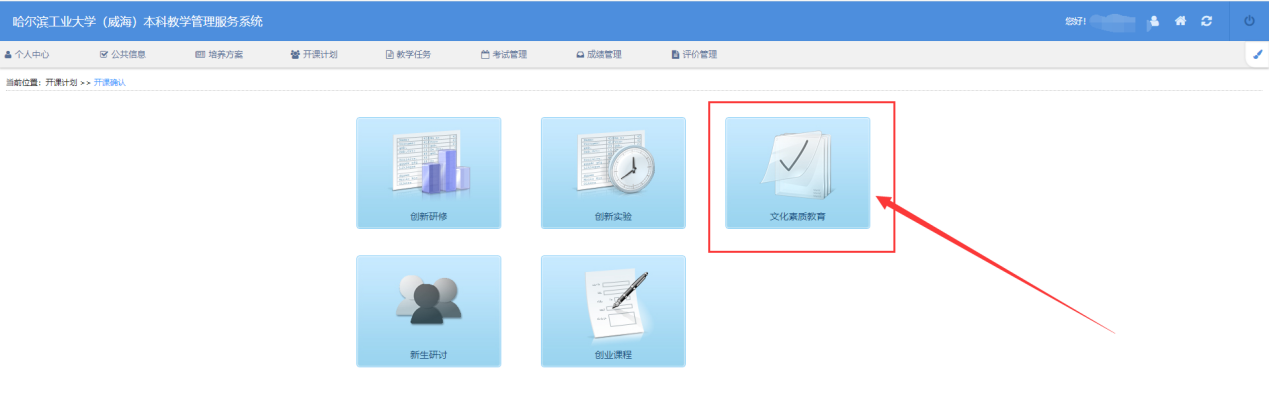 哈尔滨工业大学（威海）本科教学管理服务系统
您好!
个人中心 公共信息 培养方案 开课计划 教学任务 考试管理 成绩管理 评价管理
当前位置：开课计划 >> 开课确认
创新研修 创新实验 文化素质教育
新生研讨 创业课程